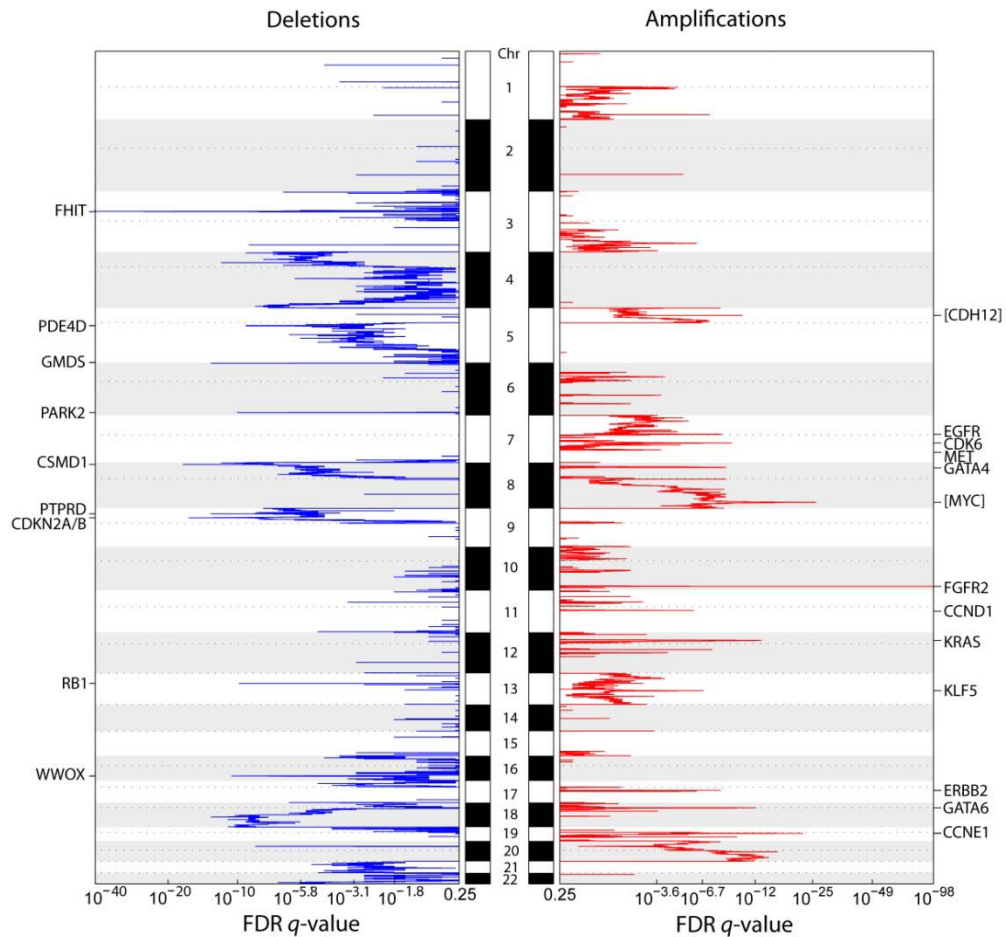 Deletions
Amplifications
Chr
1
2
3
4
5
6
7
8
9
10
11
12
13
14
15
16
17
18
19
20
21
22
FHIT
PDE4D
GMDS
PARK2
CSMD1
PTPRD
CDKN2A/B
RB1
WWOX
[CDH12]
EGFR
CDK6
MET
GATA4
[MYC]
FGFR2
CCND1
KRAS
KLF5
ERBB2
GATA6
CCNE1
10⁻⁴⁰ 10⁻²⁰ 10⁻¹⁰ 10⁻⁵·⁸ 10⁻³·¹ 10⁻¹·⁸ 0.25
0.25 10⁻³·⁶ 10⁻⁶·⁷ 10⁻¹² 10⁻²⁵ 10⁻⁴⁹ 10⁻⁹⁸
FDR q-value
FDR q-value